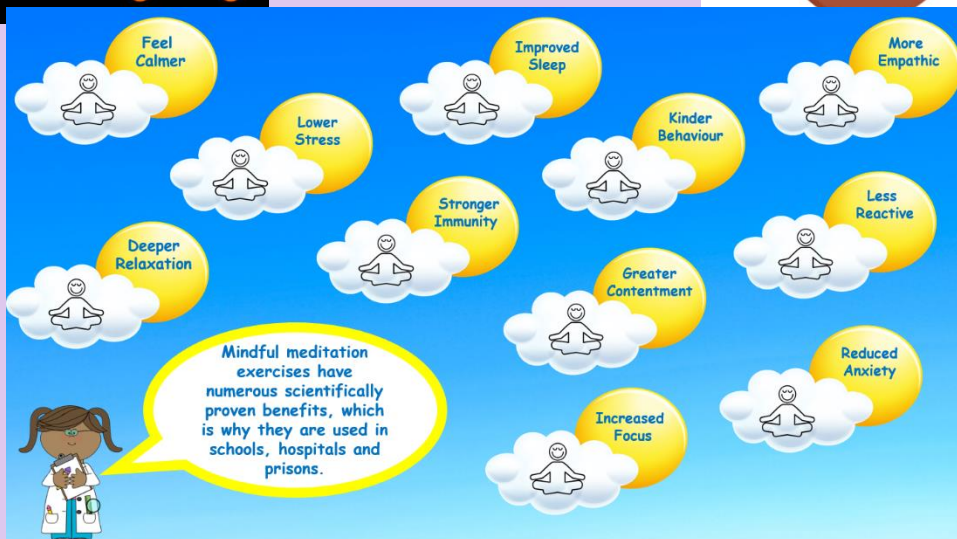 Feel
Calmer
Improved
Sleep
More
Empathic
Lower
Stress
Kinder
Behaviour
Stronger
Immunity
Less
Reactive
Deeper
Relaxation
Greater
Contentment
Mindful meditation
exercises have
numerous scientifically
proven benefits, which
is why they are used in
schools, hospitals and
prisons.
Reduced
Anxiety
Increased
Focus